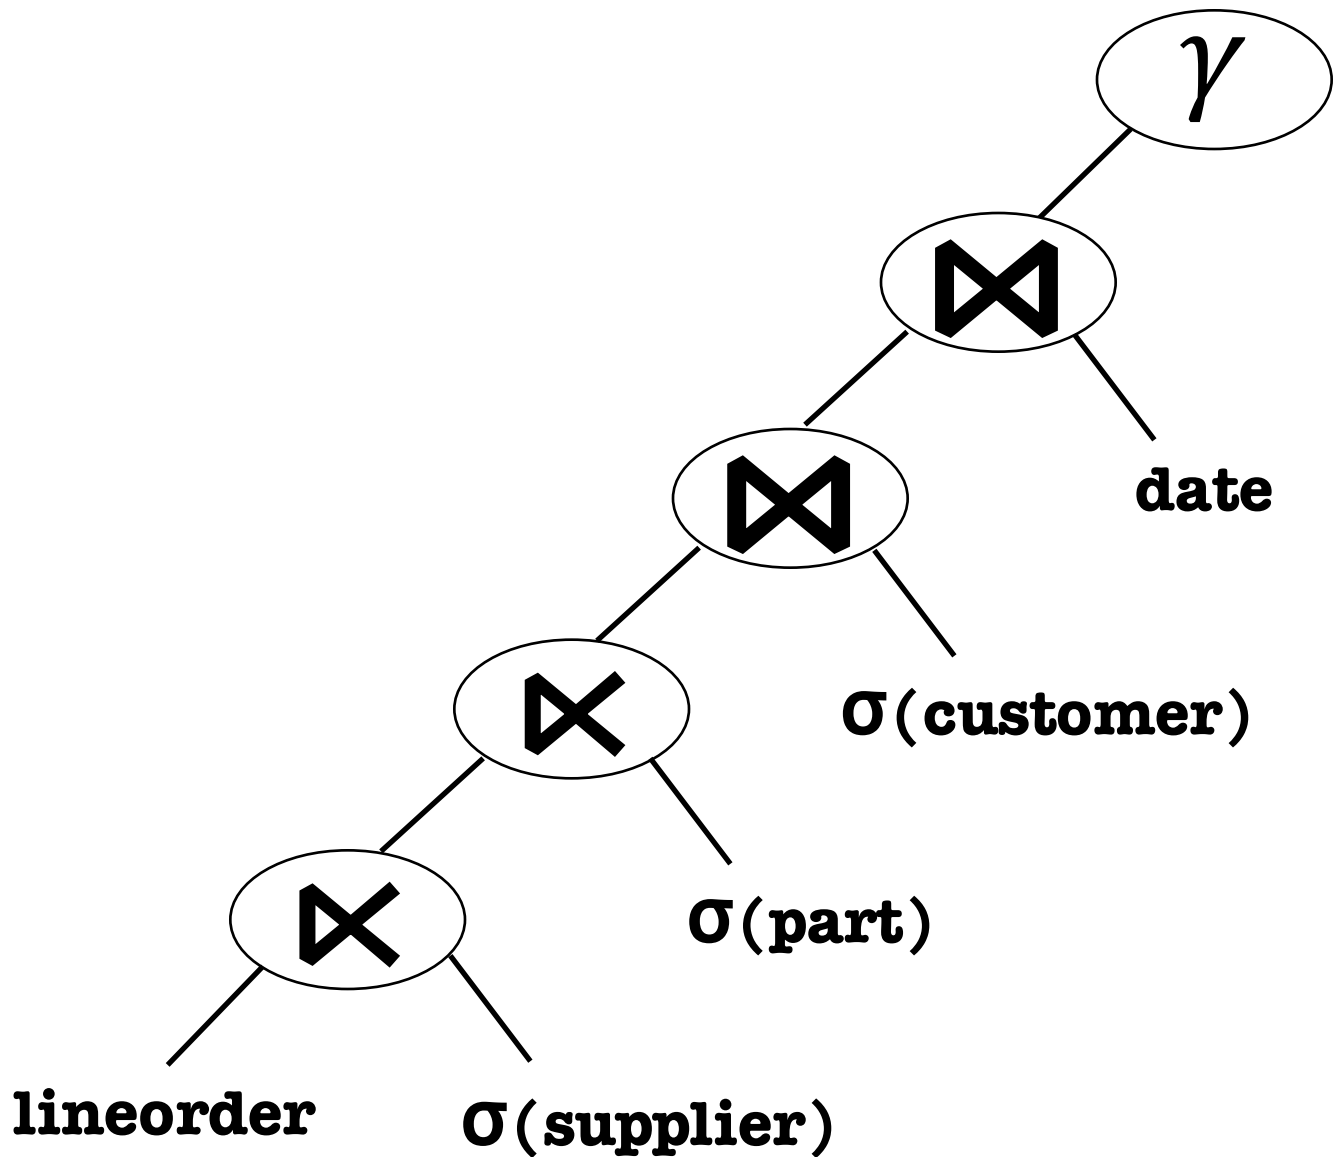 γ
⋈
date
⋈
σ(customer)
⋉
σ(part)
⋉
lineorder
σ(supplier)